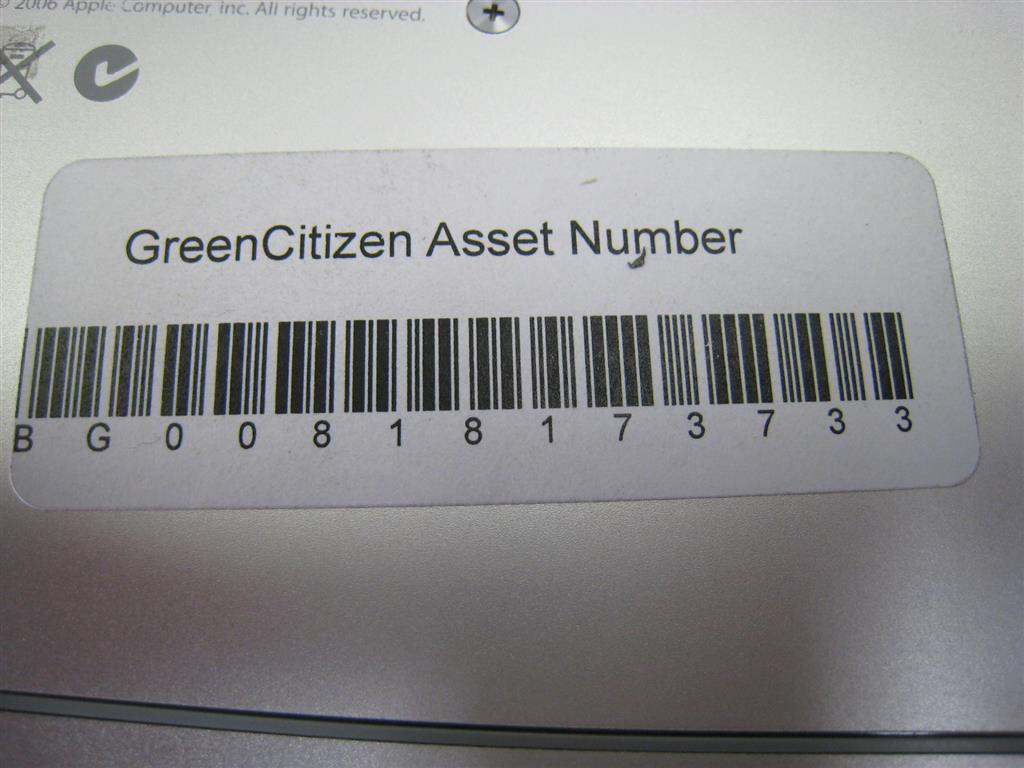 © 2006 Apple Computer, inc. All rights reserved.
GreenCitizen Asset Number
B G 0 0 8 1 8 1 7 3 7 3 3